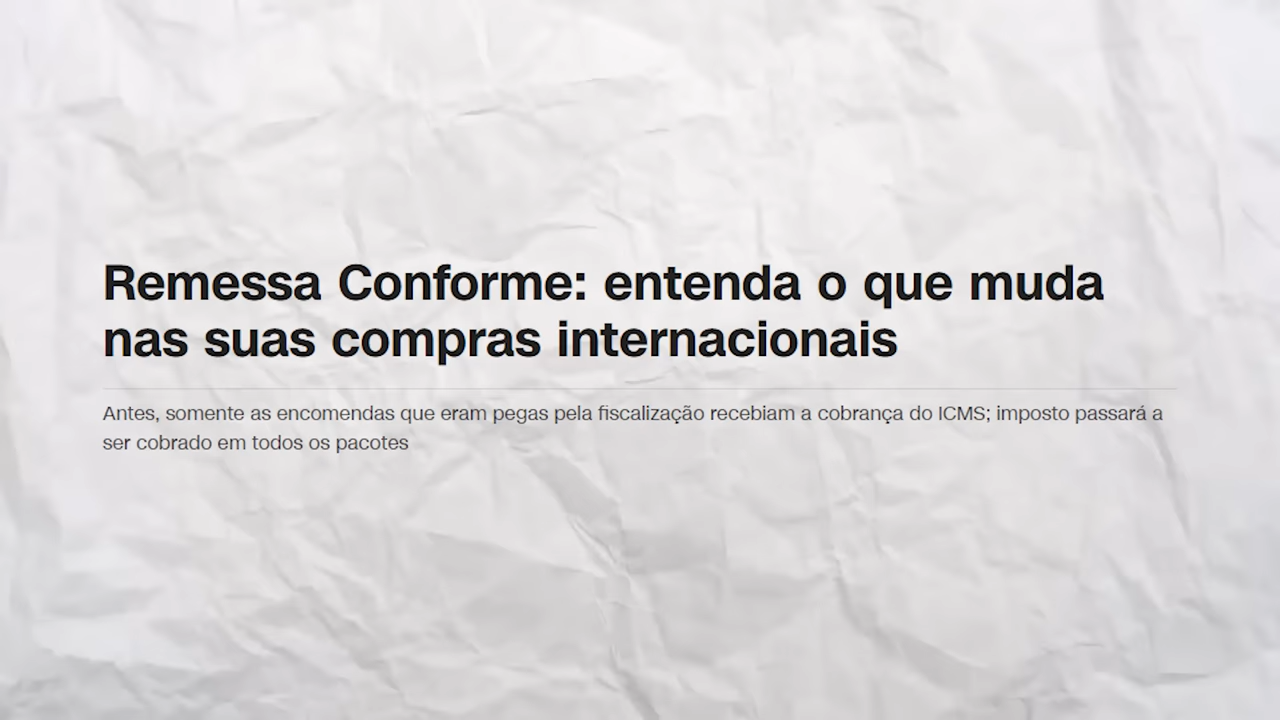 Remessa Conforme: entenda o que muda
nas suas compras internacionais
Antes, somente as encomendas que eram pegas pela fiscalização recebiam a cobrança do ICMS; imposto passará a
ser cobrado em todos os pacotes